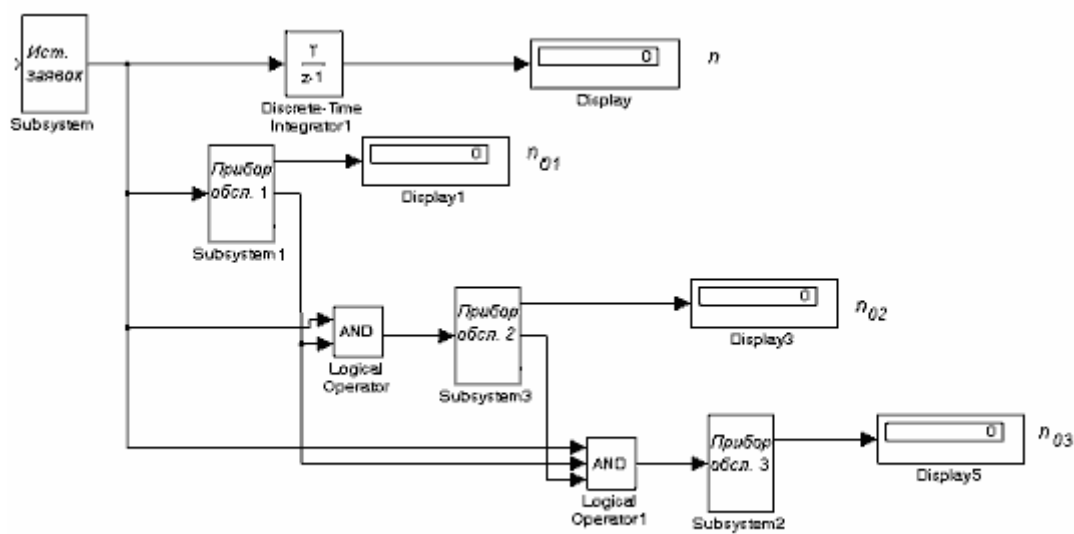 Ист.
заявок
Subsystem
T
z-1
Discrete-Time
Integrator1
0
Display
n
Прибор
обсл. 1
Subsystem1
0
Display1
n01
AND
Logical
Operator
Прибор
обсл. 2
Subsystem3
0
Display3
n02
AND
Logical
Operator1
Прибор
обсл. 3
Subsystem2
0
Display5
n03